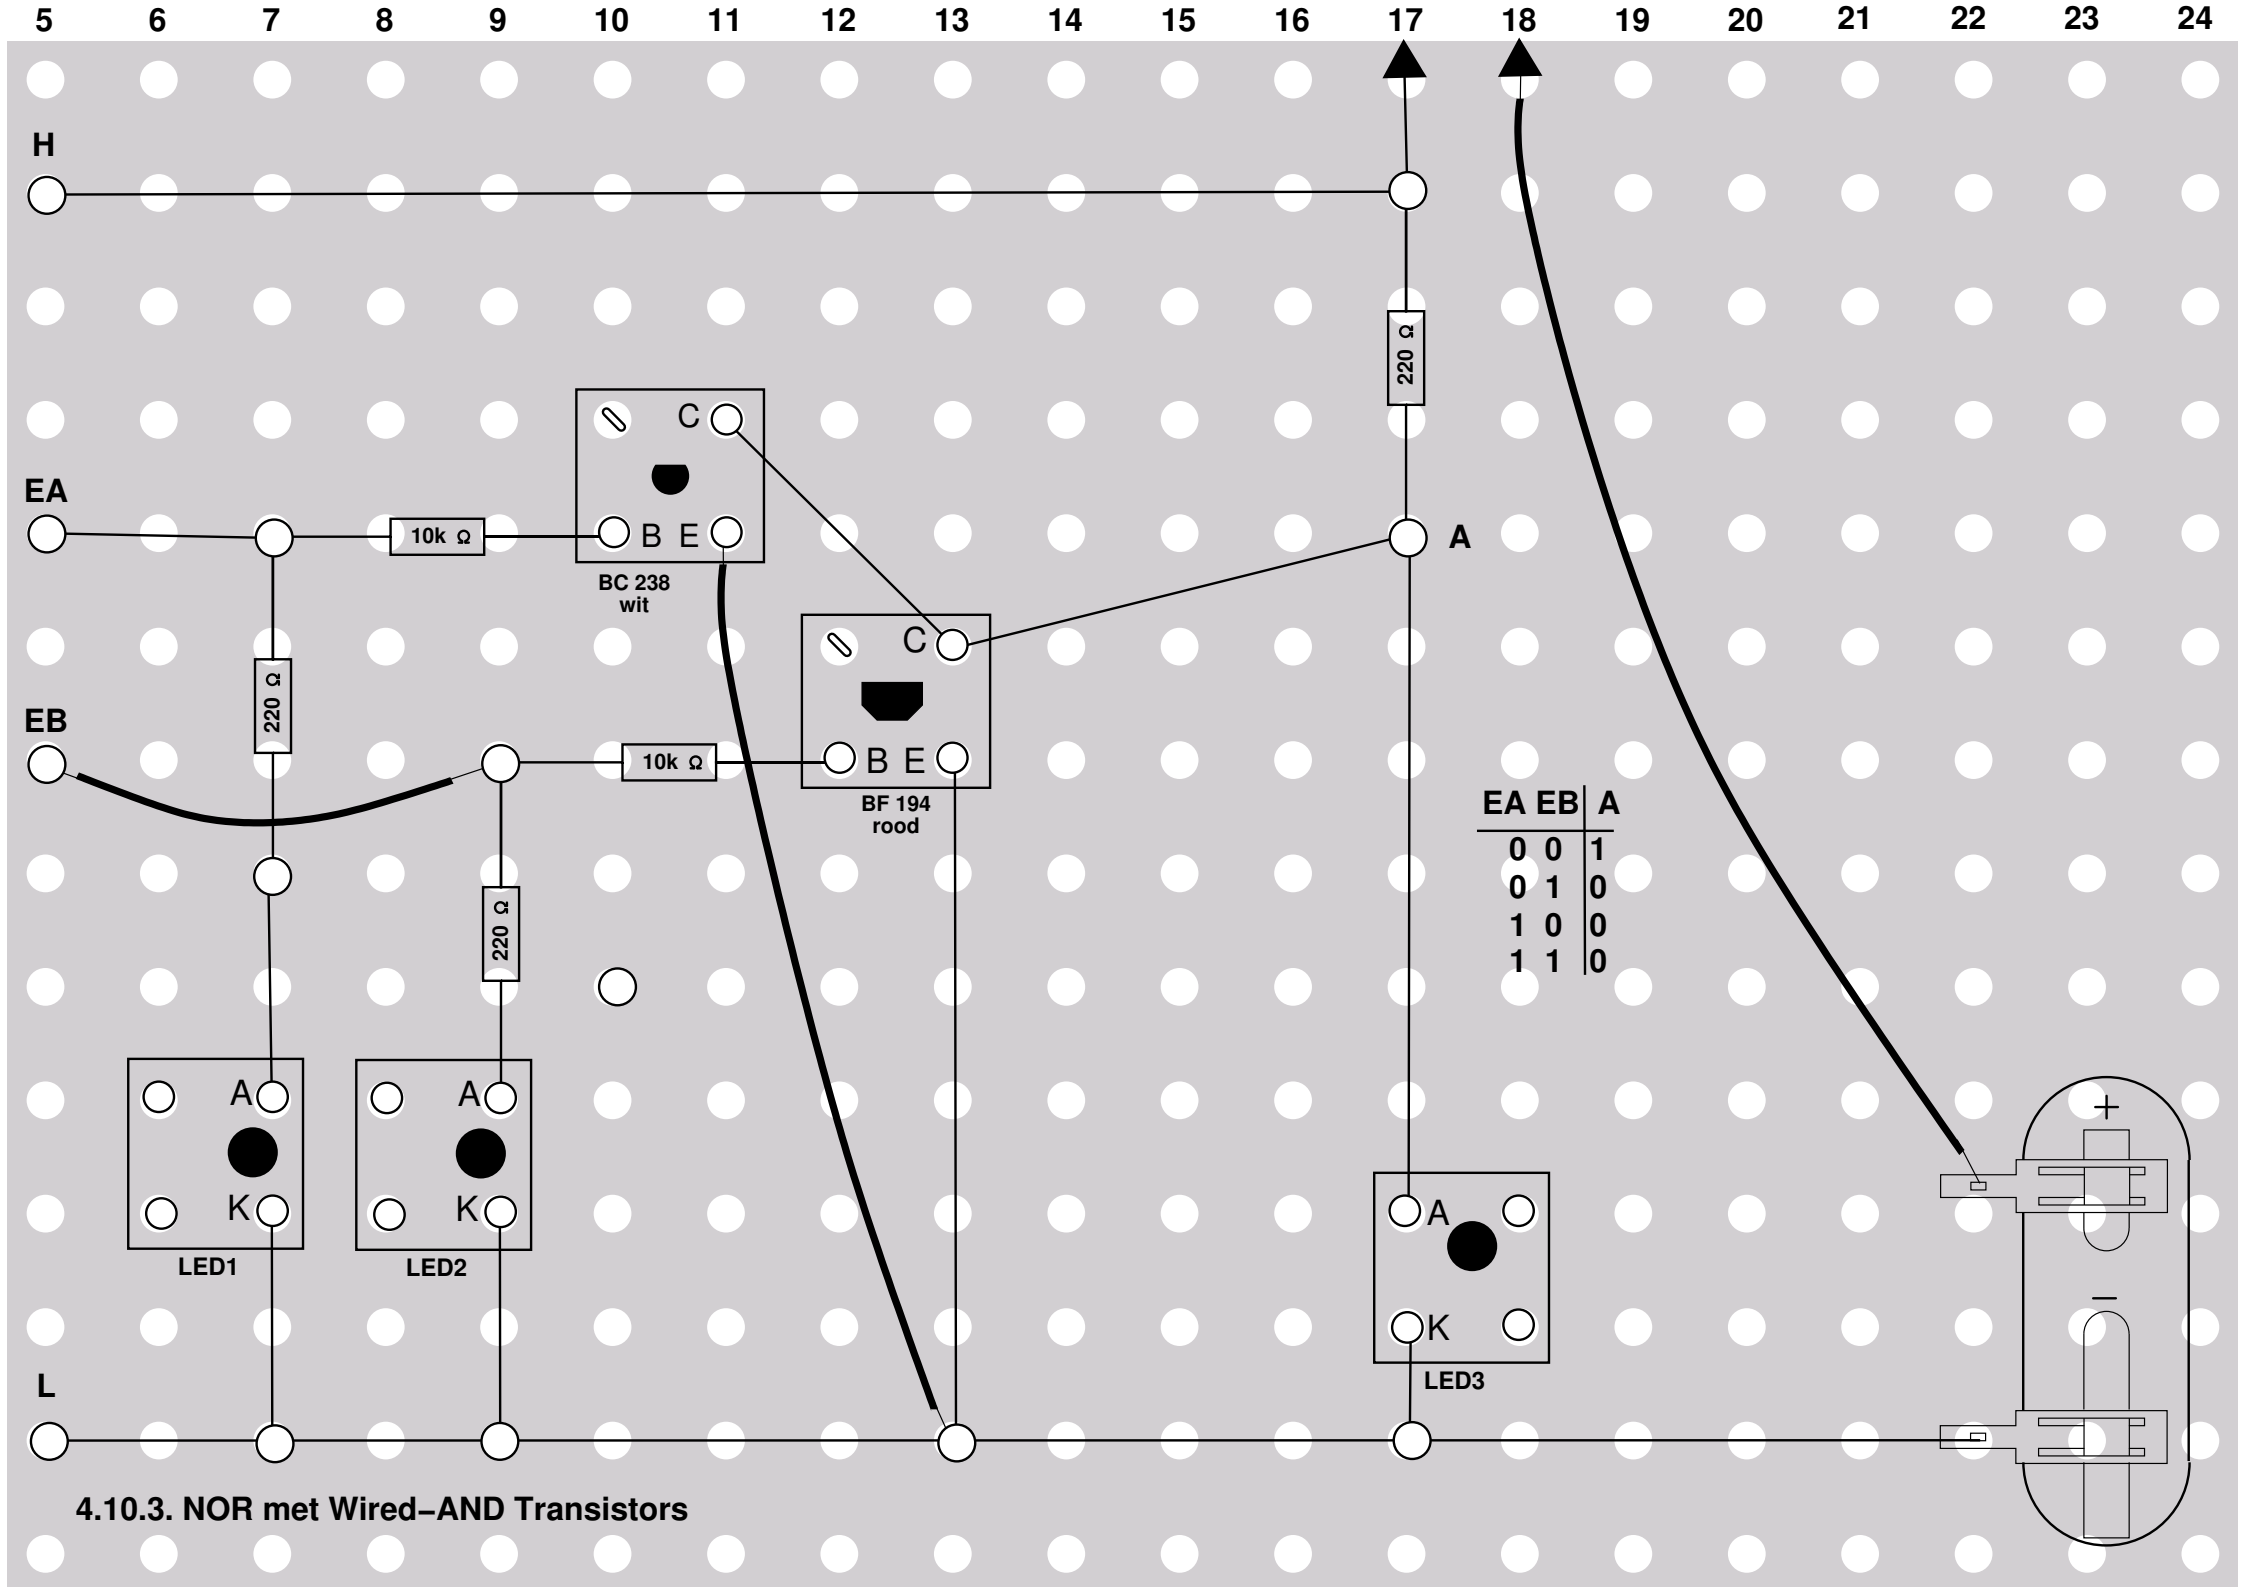 5 6 7 8 9 10 11 12 13 14 15 16 17 18 19 20 21 22 23 24
H
220 Ω
C
EA
10k Ω
B E
A
BC 238
wit
C
220 Ω
EB
10k Ω
B E
BF 194
rood
EA EB A
0 0 1
0 1 0
1 0 0
1 1 0
220 Ω
A
K
LED1
A
K
LED2
A
K
LED3
+
−
L
4.10.3. NOR met Wired−AND Transistors